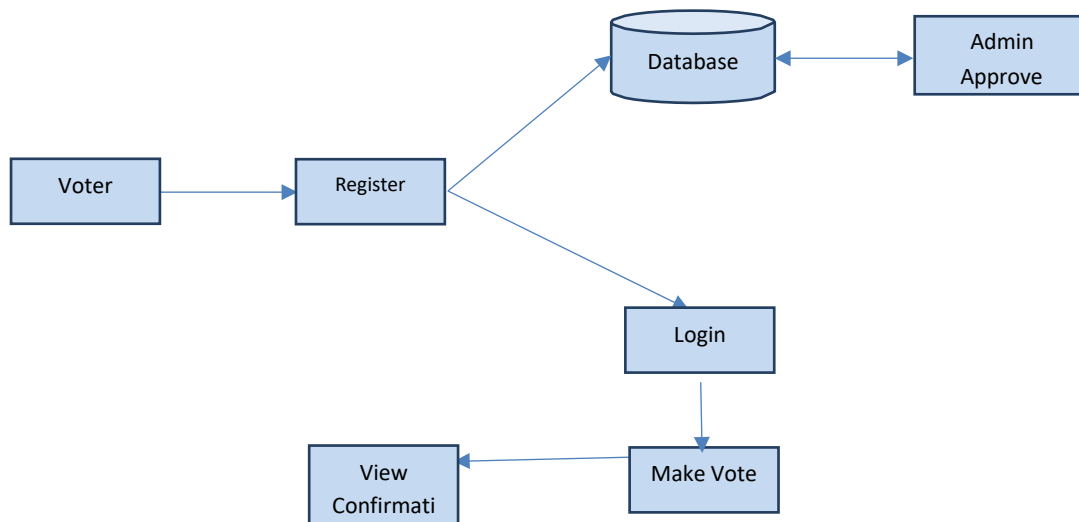 Database
Admin
Approve
Voter
Register
Login
Make Vote
View
Confirmati